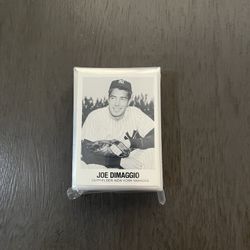 JOE DIMAGGIO
OUTFIELDER NEW YORK YANKEES